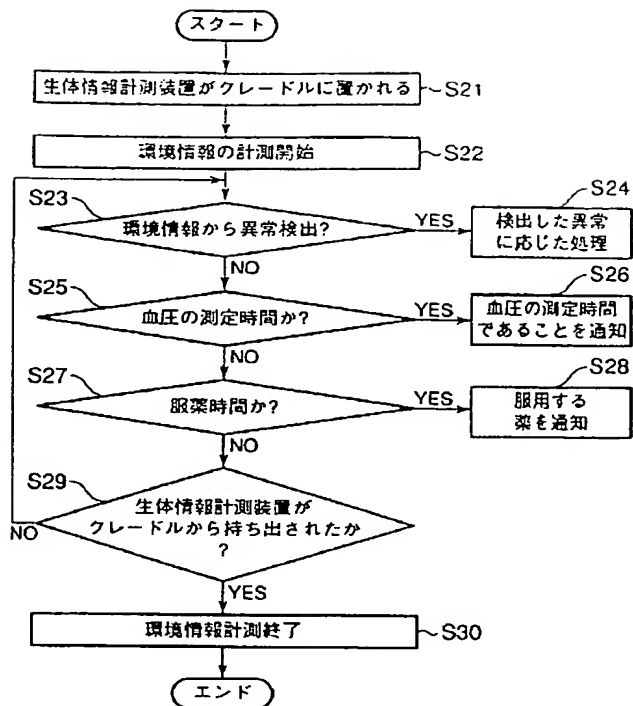 スタート
生体情報計測装置がクレードルに置かれる
S21
環境情報の計測開始
S22
S23
環境情報から異常検出?
YES
S24
検出した異常
に応じた処理
NO
S25
血圧の測定時間か?
YES
S26
血圧の測定時間
であることを通知
NO
S27
服薬時間か?
YES
S28
服用する
薬を通知
NO
S29
生体情報計測装置が
クレードルから持ち出されたか
?
NO
YES
環境情報計測終了
S30
エンド